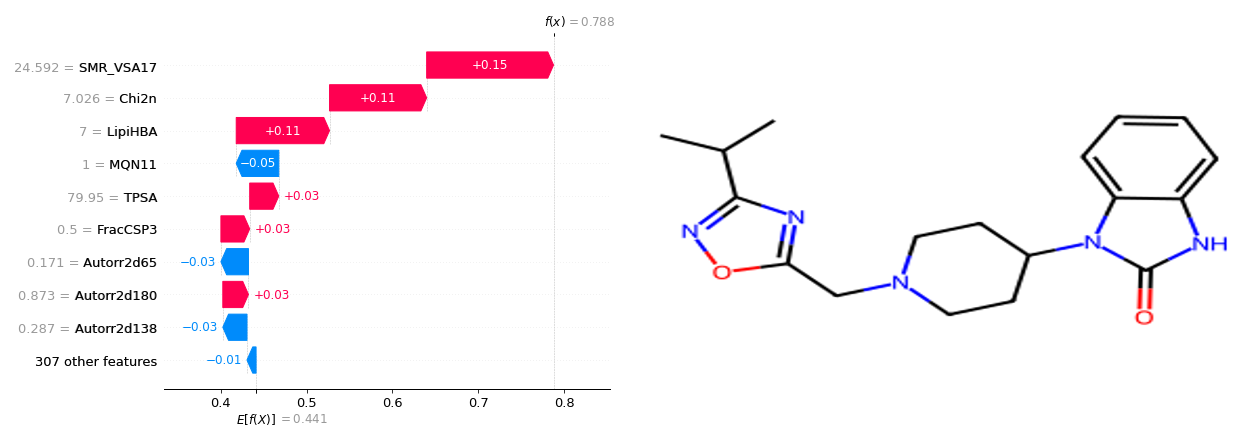 f(x) = 0.788
24.592 = SMR_VSA17
+0.15
7.026 = Chi2n
+0.11
7 = LipiHBA
+0.11
1 = MQN11
−0.05
79.95 = TPSA
+0.03
0.5 = FracCSP3
+0.03
0.171 = Autorr2d65
−0.03
0.873 = Autorr2d180
+0.03
0.287 = Autorr2d138
−0.03
307 other features
−0.01
0.4 0.5 0.6 0.7 0.8
E[f(X)] = 0.441
N
N
O
N
N
NH
O